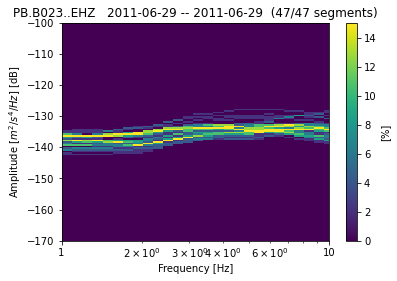 PB.B023..EHZ   2011-06-29 -- 2011-06-29  (47/47 segments)
Amplitude [m²/s⁴/Hz] [dB]
−100
−110
−120
−130
−140
−150
−160
−170
1
2 × 10⁰
3 × 10⁰
4 × 10⁰
6 × 10⁰
10
Frequency [Hz]
14
12
10
8
6
4
2
0
[%]